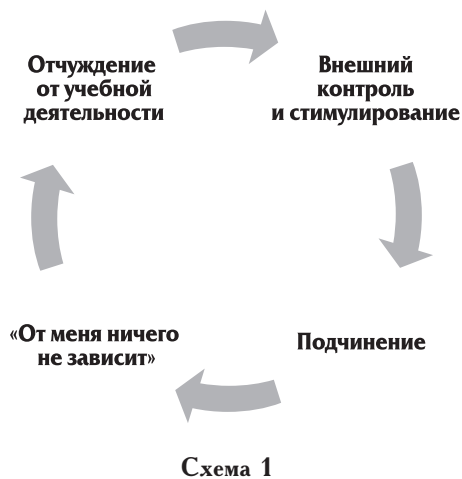 Отчуждение
от учебной
деятельности
Внешний
контроль
и стимулирование
Подчинение
«От меня ничего
не зависит»
Схема 1